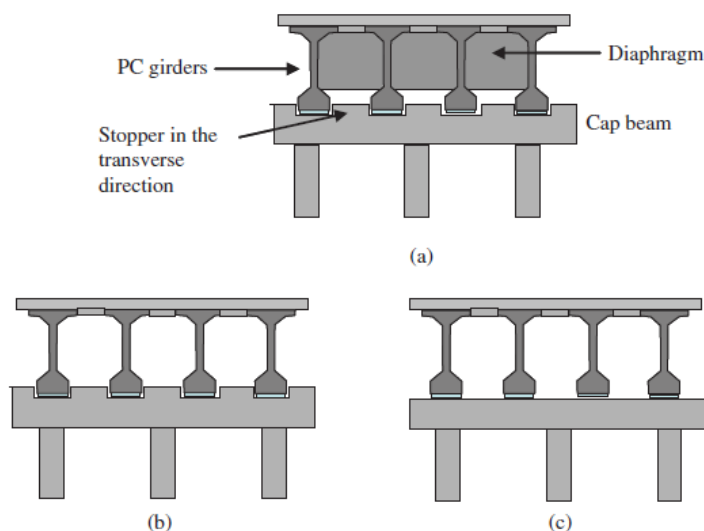 PC girders
Diaphragm
Stopper in the
transverse
direction
Cap beam
(a)
(b)
(c)